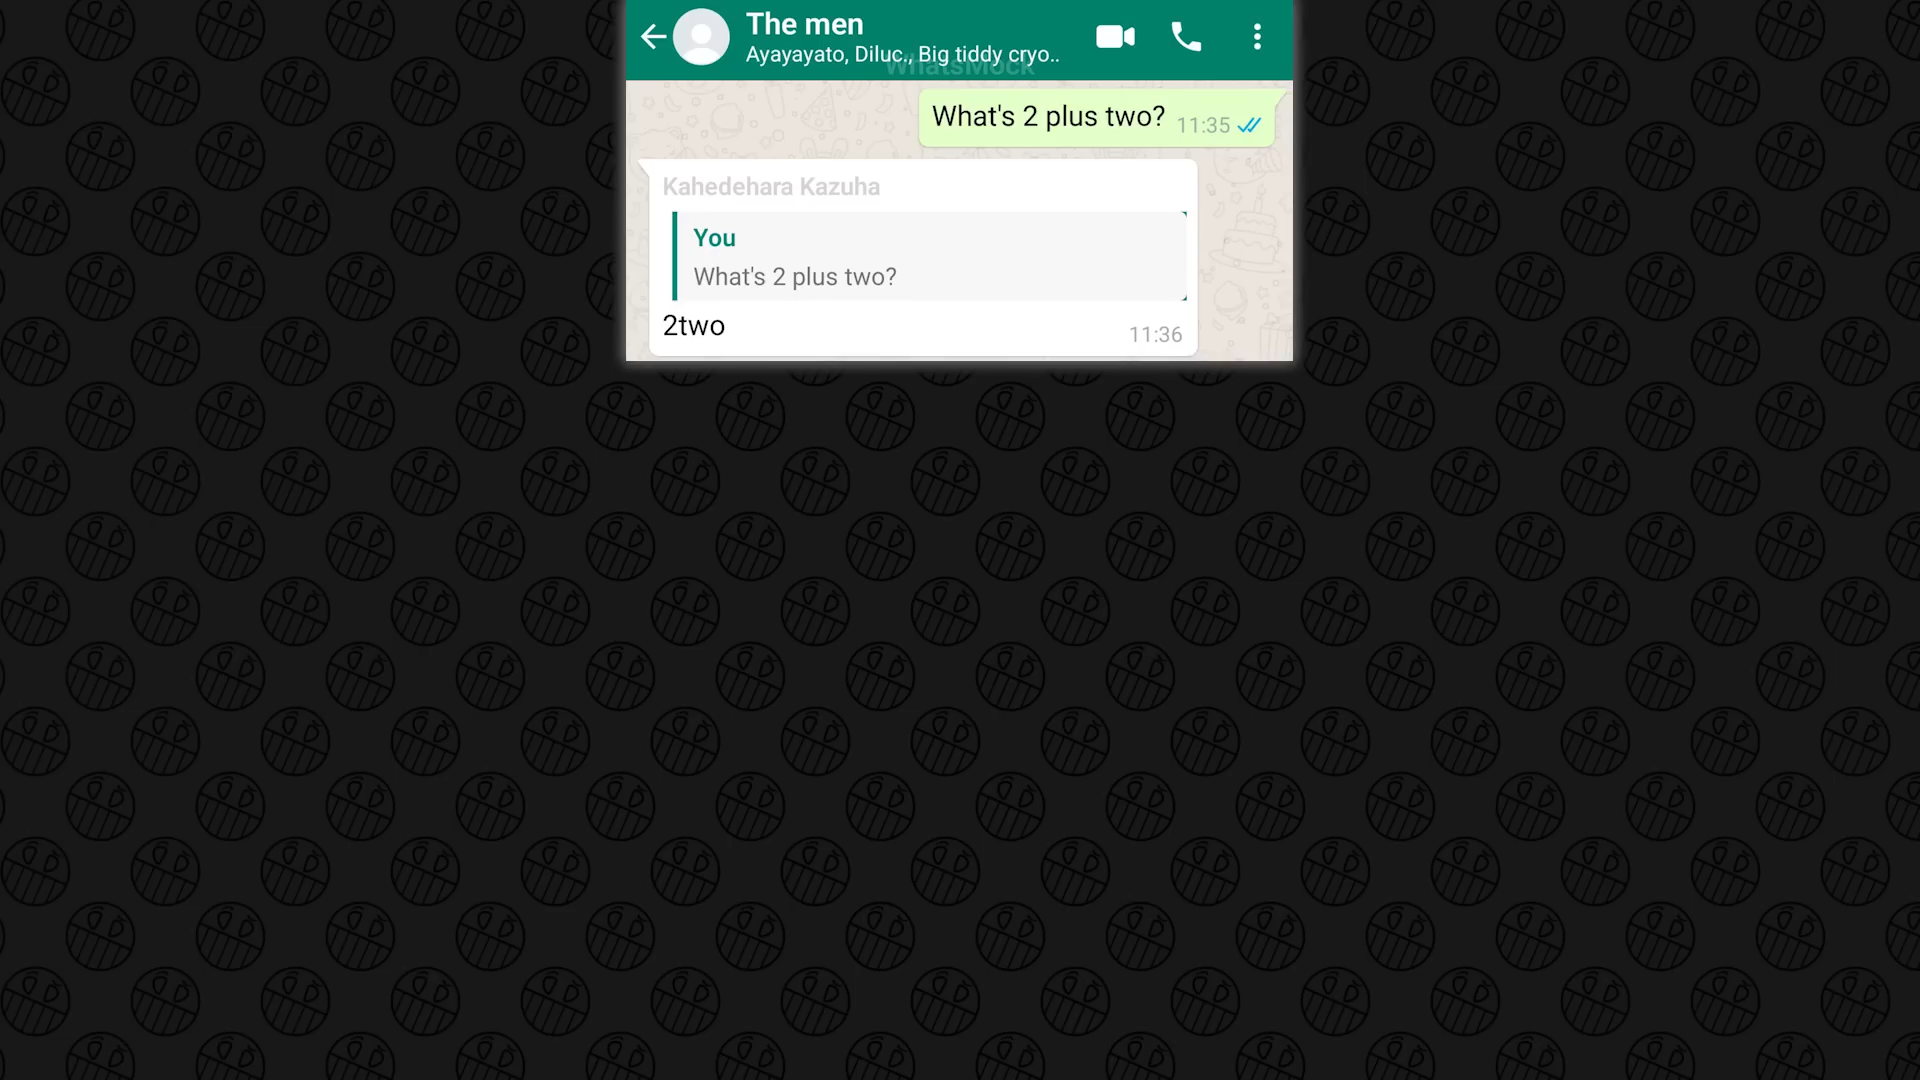 The men
Ayayayato, Diluc., Big tiddy cryo..
WhatsMock
What's 2 plus two? 11:35
Kahedehara Kazuha
You
What's 2 plus two?
2two
11:36